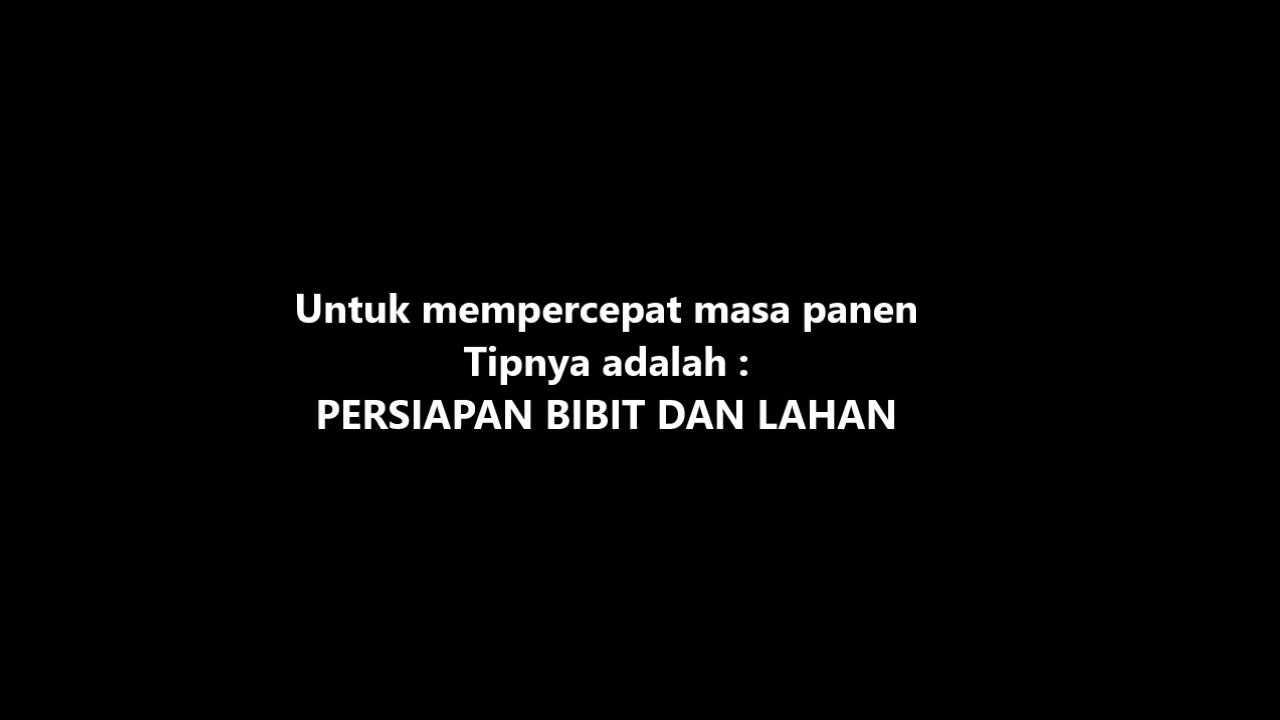 Untuk mempercepat masa panen
Tipnya adalah :
PERSIAPAN BIBIT DAN LAHAN